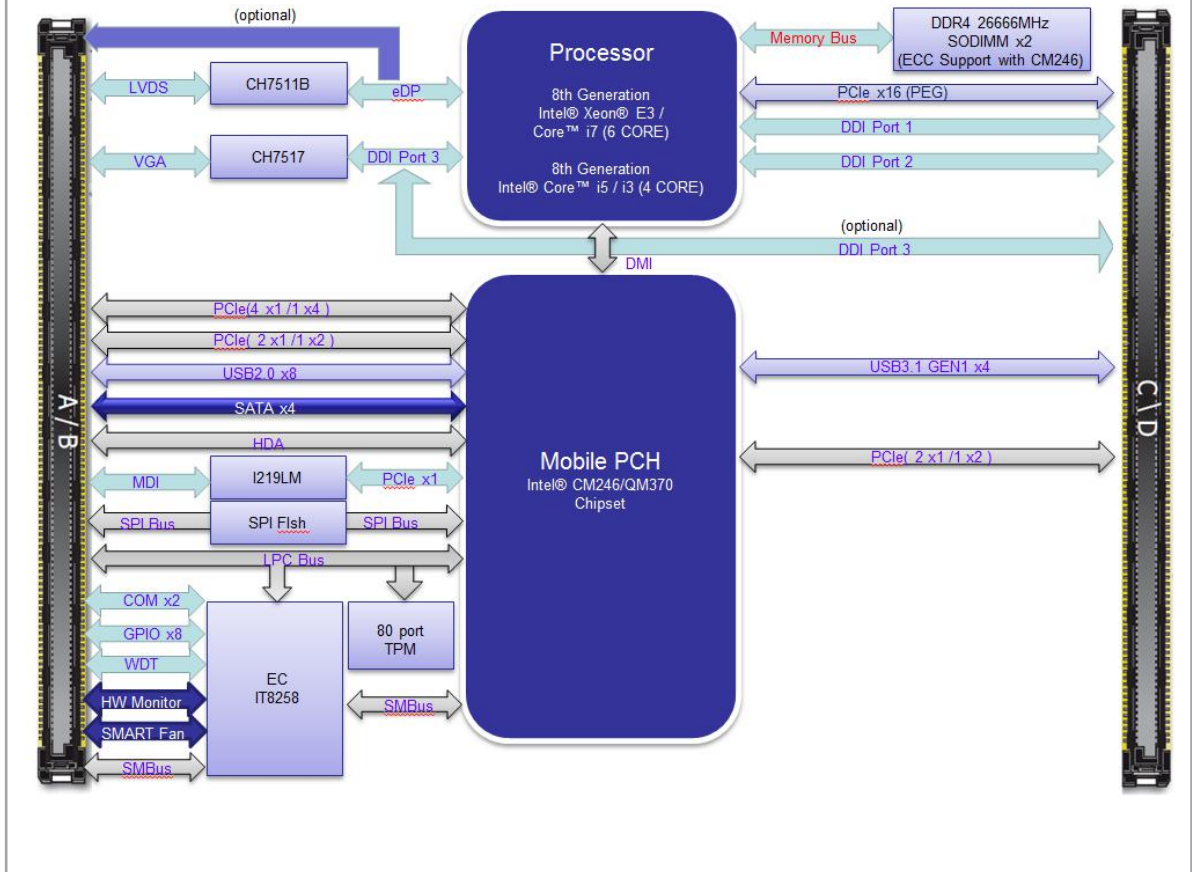 (optional)
Processor
8th Generation
Intel® Xeon® E3 /
Core™ i7 (6 CORE)
8th Generation
Intel® Core™ i5 / i3 (4 CORE)
Memory Bus
DDR4 26666MHz
SODIMM x2
(ECC Support with CM246)
LVDS
CH7511B
eDP
PCIe x16 (PEG)
DDI Port 1
VGA
CH7517
DDI Port 3
DDI Port 2
(optional)
DDI Port 3
DMI
PCIe(4 x1 /1 x4 )
PCIe( 2 x1 /1 x2 )
USB2.0 x8
SATA x4
HDA
MDI
I219LM
PCIe x1
SPI Bus
SPI Flsh
SPI Bus
LPC Bus
COM x2
GPIO x8
WDT
HW Monitor
SMART Fan
SMBus
EC
IT8258
80 port
TPM
SMBus
Mobile PCH
Intel® CM246/QM370
Chipset
USB3.1 GEN1 x4
PCIe( 2 x1 /1 x2 )
A / B
C \ D